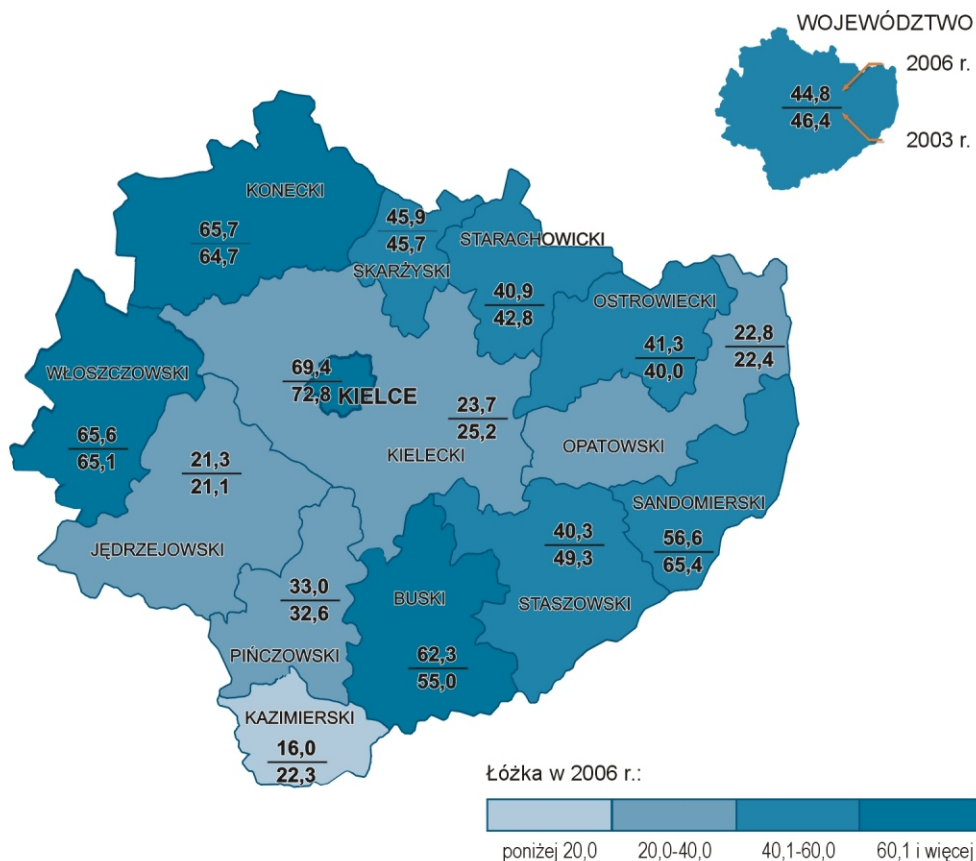 WOJEWÓDZTWO
2006 r.
44,8
46,4
2003 r.
KONECKI
65,7
64,7
45,9
45,7
SKARŻYSKI
STARACHOWICKI
40,9
42,8
OSTROWIECKI
41,3
40,0
22,8
22,4
OPATOWSKI
WŁOSZCZOWSKI
65,6
65,1
69,4
72,8
KIELCE
23,7
25,2
KIELECKI
21,3
21,1
JĘDRZEJOWSKI
SANDOMIERSKI
56,6
65,4
40,3
49,3
STASZOWSKI
33,0
32,6
PIŃCZOWSKI
BUSKI
62,3
55,0
KAZIMIERSKI
16,0
22,3
Łóżka w 2006 r.:
poniżej 20,0 20,0-40,0 40,1-60,0 60,1 i więcej